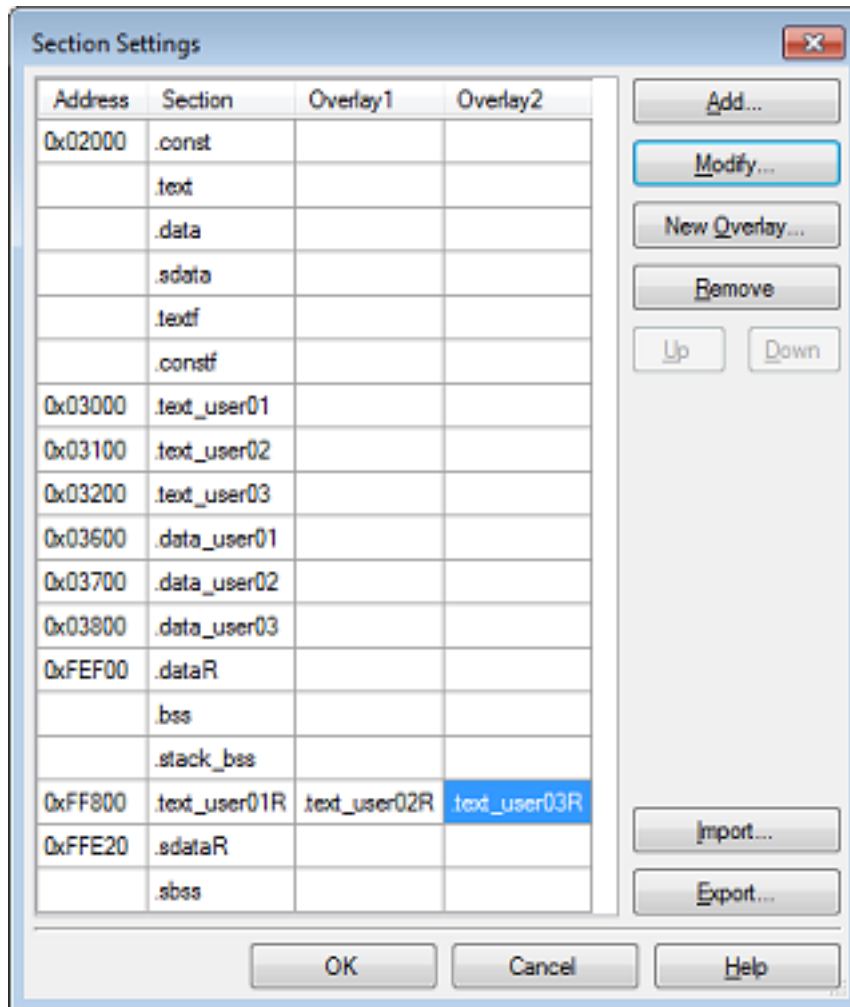 Section Settings
Address Section Overlay1 Overlay2
0x02000 .const
.text
.data
.sdata
.textf
.constf
0x03000 .text_user01
0x03100 .text_user02
0x03200 .text_user03
0x03600 .data_user01
0x03700 .data_user02
0x03800 .data_user03
0xFEF00 .dataR
.bss
.stack_bss
0xFF800 .text_user01R .text_user02R .text_user03R
0xFFE20 .sdataR
.sbss
Add...
Modify...
New Overlay...
Remove
Up Down
Import...
Export...
OK Cancel Help